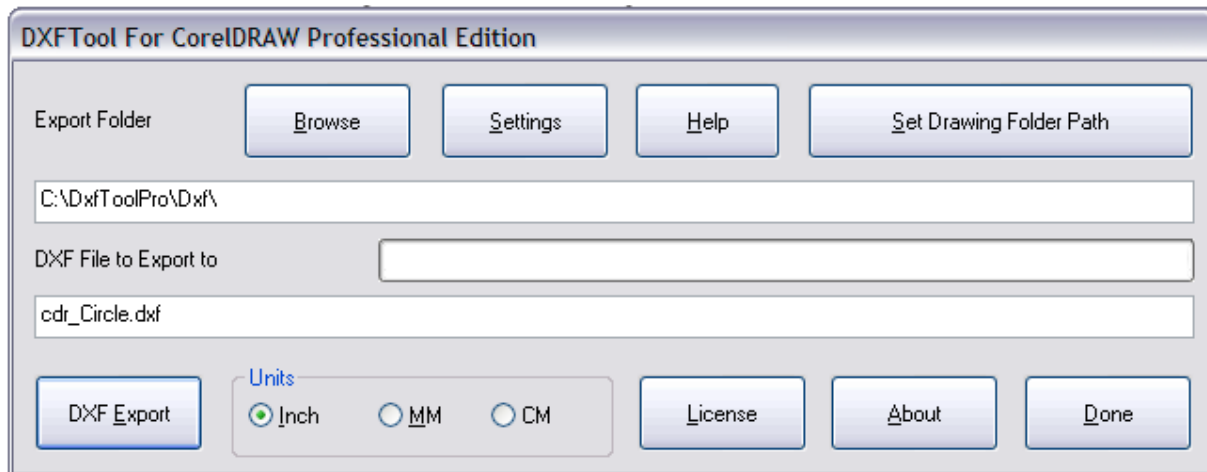 DXFTool For CorelDRAW Professional Edition
Export Folder Browse Settings Help Set Drawing Folder Path
C:\DxfToolPro\Dxf\
DXF File to Export to
cdr_Circle.dxf
Units
DXF Export Inch MM CM License About Done